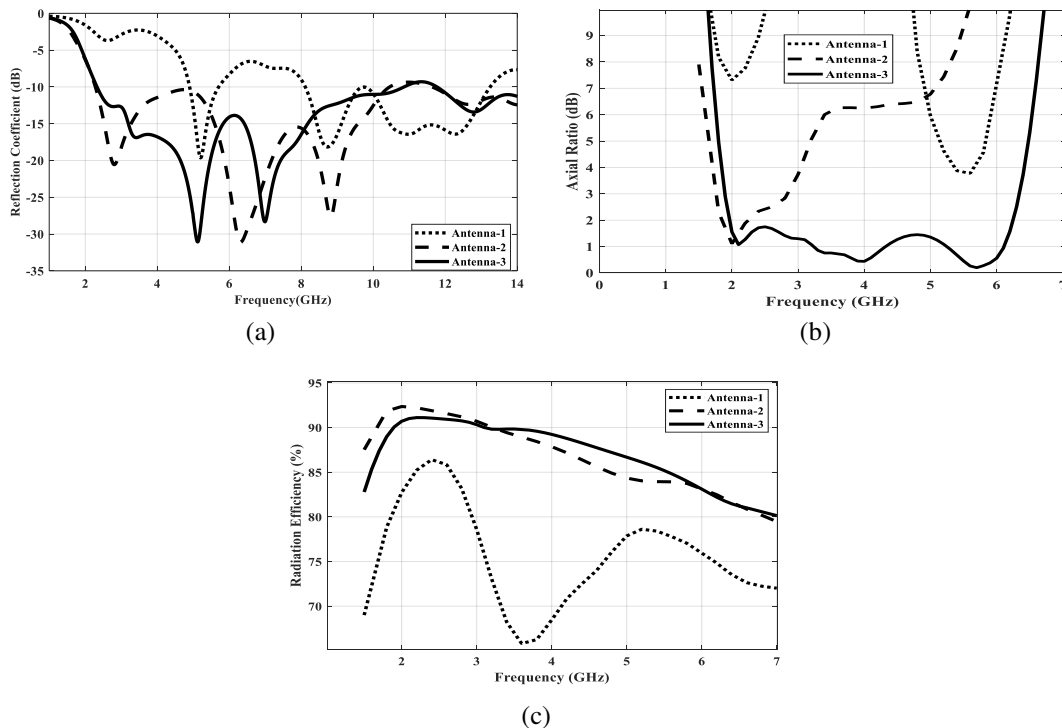 0
-5
-10
-15
-20
-25
-30
-35
Reflection Coefficient (dB)
Antenna-1
Antenna-2
Antenna-3
2 4 6 8 10 12 14
Frequency(GHz)
(a)
9
8
7
6
5
4
3
2
1
0
Axial Ratio (dB)
Antenna-1
Antenna-2
Antenna-3
0 1 2 3 4 5 6 7
Frequency (GHz)
(b)
95
90
85
80
75
70
Radiation Efficiency (%)
Antenna-1
Antenna-2
Antenna-3
2 3 4 5 6 7
Frequency (GHz)
(c)